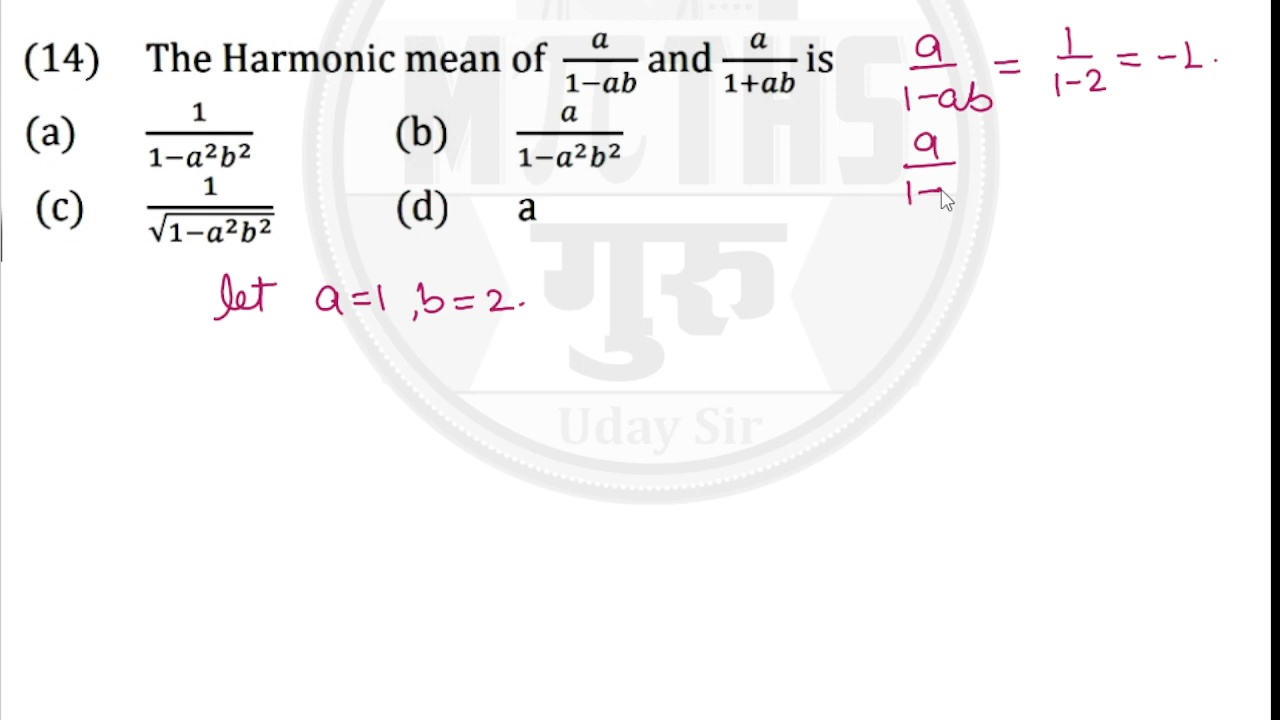 (14) The Harmonic mean of a/(1−ab) and a/(1+ab) is
(a) 1/(1−a²b²) (b) a/(1−a²b²)
(c) 1/√(1−a²b²) (d) a
a/(1-ab) = 1/(1-2) = -1.
a/(1-
let a=1, b=2.
MπTHS
गुरु
Uday Sir